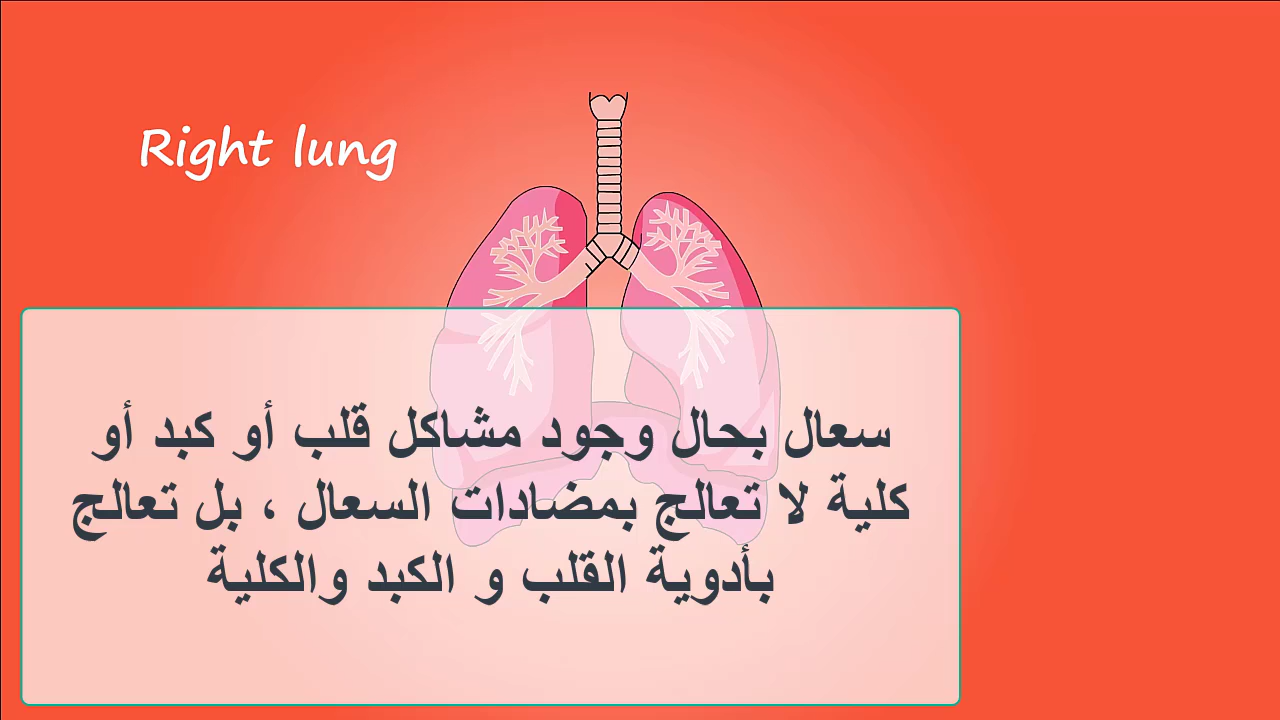 Right lung
سعال بحال وجود مشاكل قلب أو كبد أو
كلية لا تعالج بمضادات السعال ، بل تعالج
بأدوية القلب و الكبد والكلية